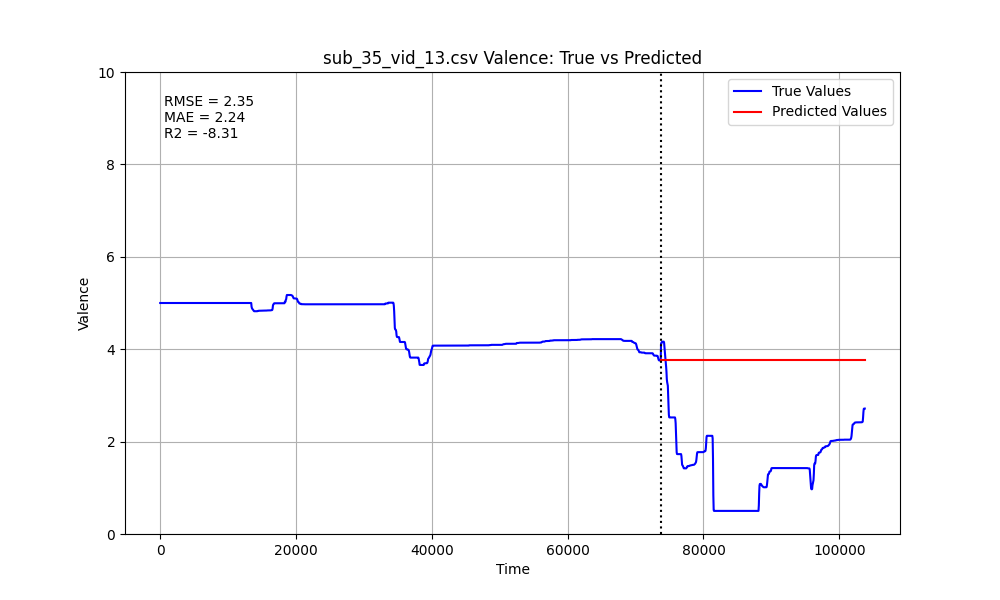 sub_35_vid_13.csv Valence: True vs Predicted
10
RMSE = 2.35
MAE = 2.24
R2 = -8.31
True Values
Predicted Values
8
6
Valence
4
2
0
0 20000 40000 60000 80000 100000
Time